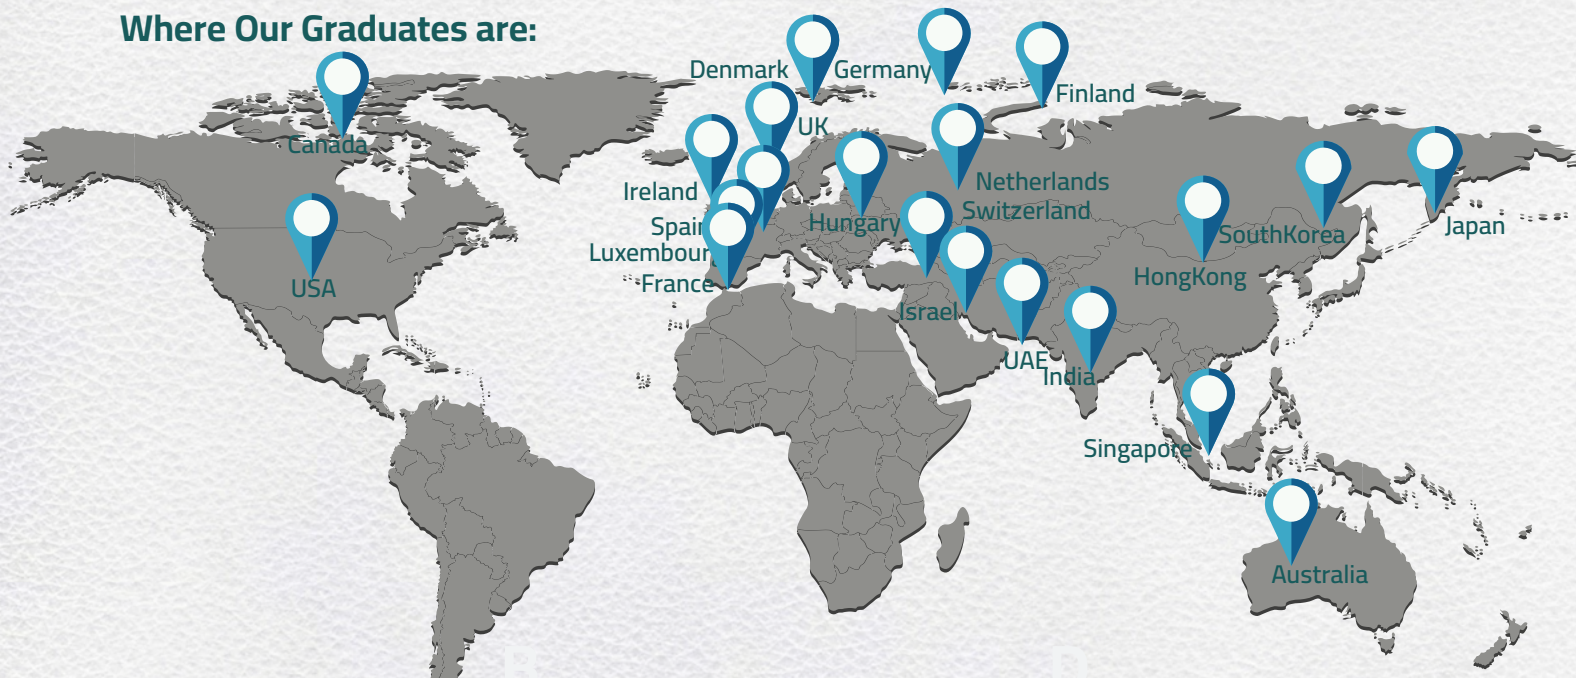 Where Our Graduates are:
Denmark
Germany
Finland
Canada
UK
Ireland
Netherlands
Switzerland
Spain
Hungary
Luxembour
France
USA
SouthKorea
Japan
HongKong
Israel
UAE
India
Singapore
Australia